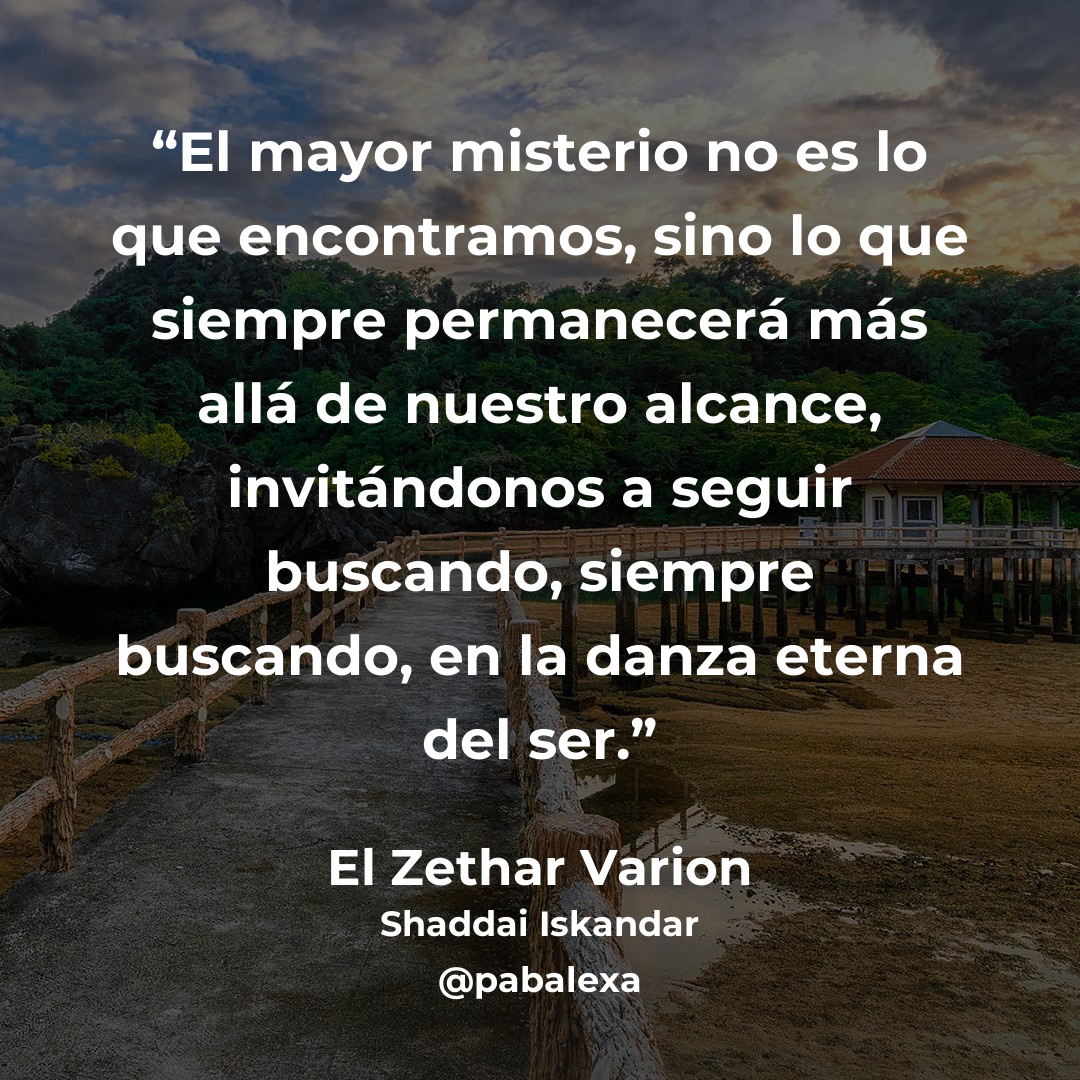 “El mayor misterio no es lo
que encontramos, sino lo que
siempre permanecerá más
allá de nuestro alcance,
invitándonos a seguir
buscando, siempre
buscando, en la danza eterna
del ser.”
El Zethar Varion
Shaddai Iskandar
@pabalexa